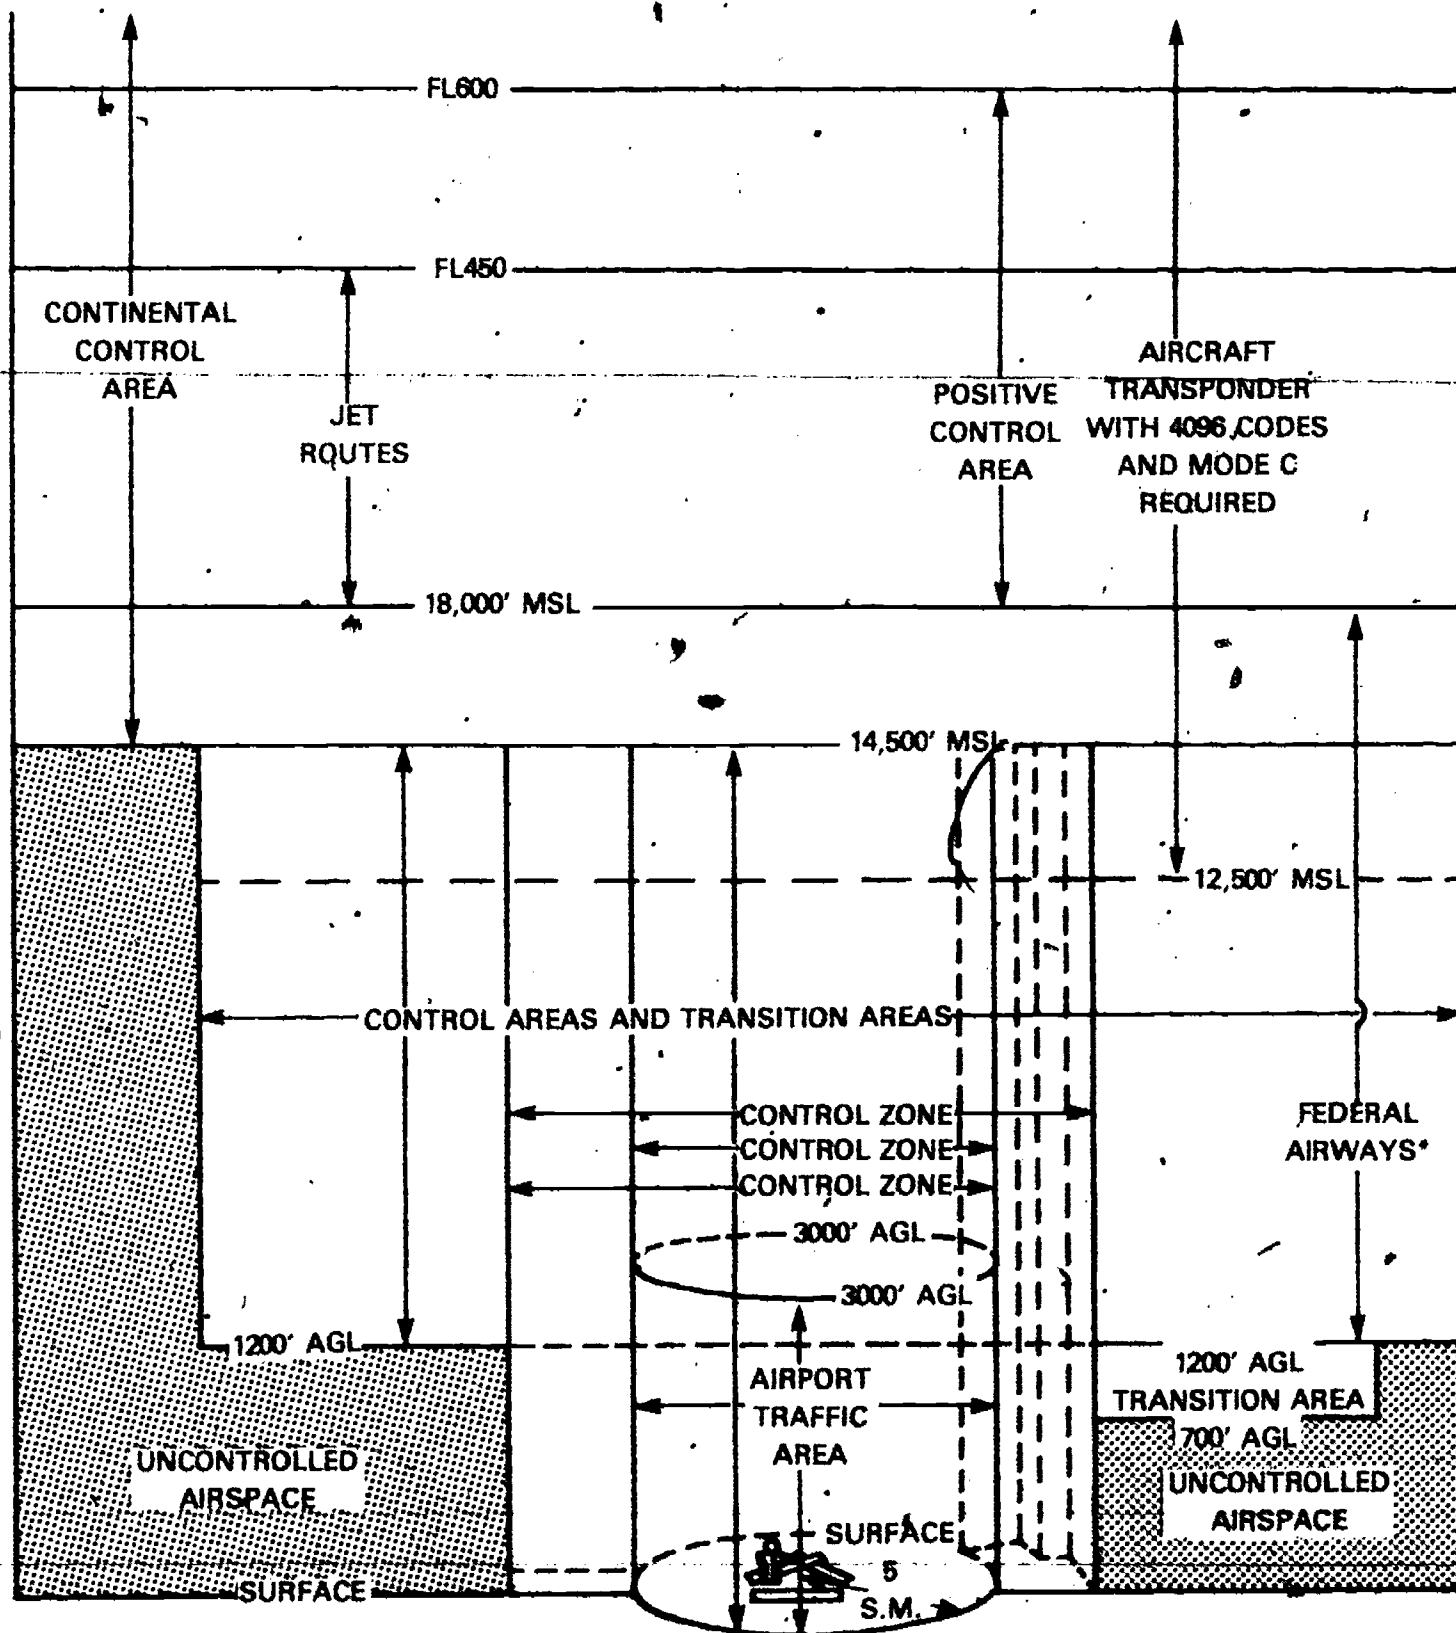 FL600
FL450
CONTINENTAL
CONTROL
AREA
JET
ROUTES
POSITIVE
CONTROL
AREA
AIRCRAFT
TRANSPONDER
WITH 4096 CODES
AND MODE C
REQUIRED
18,000' MSL
14,500' MSL
12,500' MSL
CONTROL AREAS AND TRANSITION AREAS
CONTROL ZONE
CONTROL ZONE
CONTROL ZONE
FEDERAL
AIRWAYS*
3000' AGL
3000' AGL
1200' AGL
1200' AGL
TRANSITION AREA
700' AGL
AIRPORT
TRAFFIC
AREA
UNCONTROLLED
AIRSPACE
UNCONTROLLED
AIRSPACE
SURFACE
5
S.M.
SURFACE